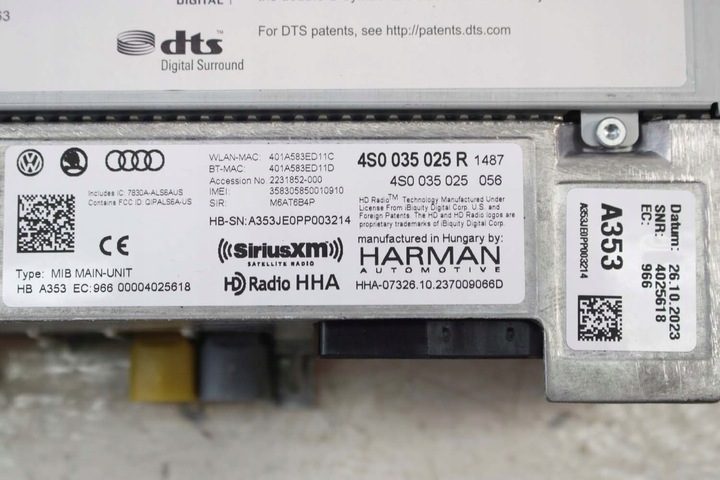 DIGITAL
63
dts
Digital Surround
For DTS patents, see http://patents.dts.com.
WLAN-MAC: 401A583ED11C
BT-MAC: 401A583ED11D
Accession No. 2231852-000
IMEI: 358305850010910
SIR: M6AT6B4P
Includes IC: 7830A-ALS6AUS
Contains FCC ID: QIPALS6A-US
HB-SN: A353JE0PP003214
4S0 035 025 R 1487
4S0 035 025 056
HD Radio™ Technology Manufactured Under
License From iBiquity Digital Corp. U.S. and
Foreign Patents. The HD and HD Radio logos are
proprietary trademarks of iBiquity Digital Corp.
CE
Type: MIB MAIN-UNIT
HB A353 EC:966 00004025618
((SiriusXM))
SATELLITE RADIO
HD Radio HHA
manufactured in Hungary by:
HARMAN
AUTOMOTIVE
HHA-07326.10.237009066D
Datum: 26.10.2023
SNR: 4025618
EC: 966
A353
A353JE0PP003214